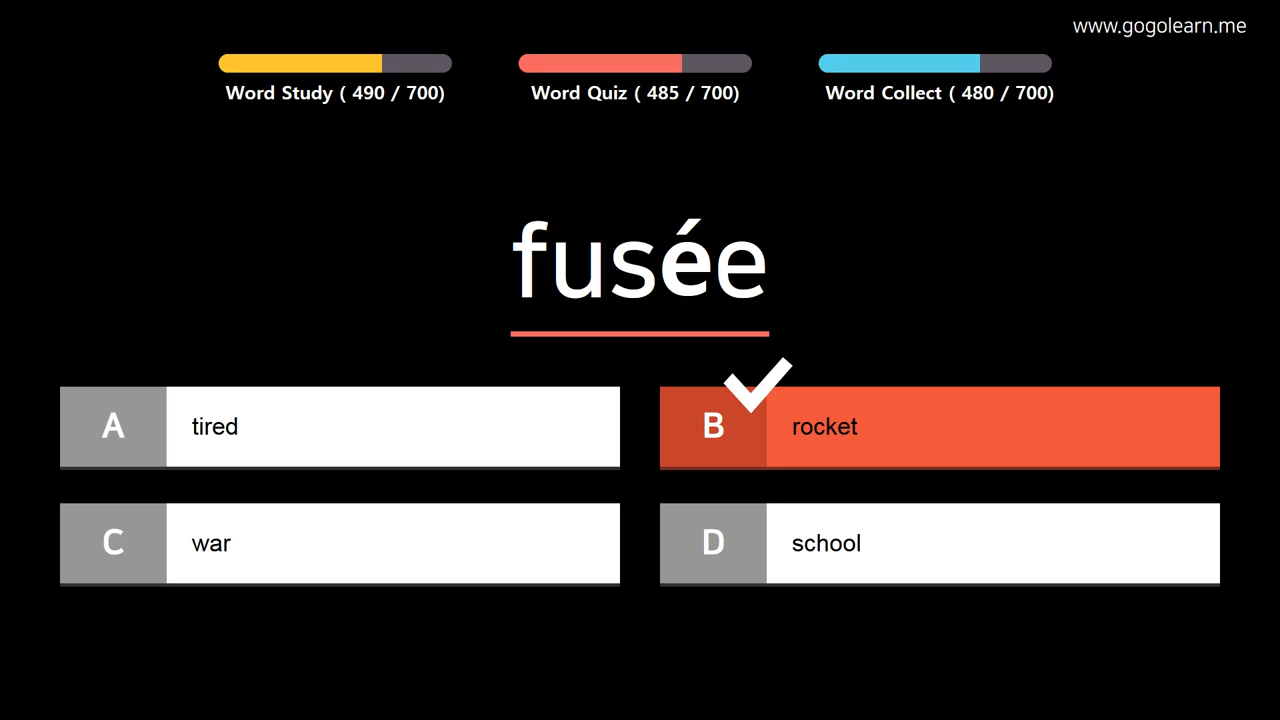 www.gogolearn.me
Word Study ( 490 / 700)
Word Quiz ( 485 / 700)
Word Collect ( 480 / 700)
fusée
A tired
B rocket
C war
D school